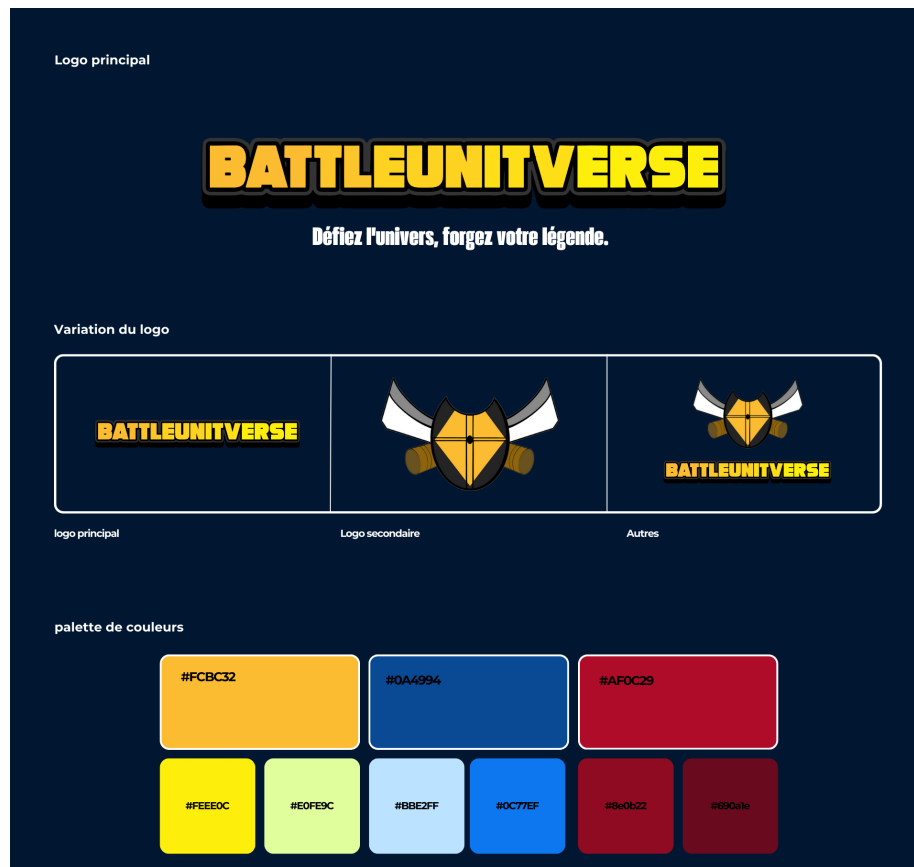 Logo principal
BATTLEUNITVERSE
Défiez l'univers, forgez votre légende.
Variation du logo
BATTLEUNITVERSE
BATTLEUNITVERSE
logo principal
Logo secondaire
Autres
palette de couleurs
#FCBC32
#0A4994
#AF0C29
#FEEE0C
#E0FE9C
#BBE2FF
#0C77EF
#8e0b22
#690a1e